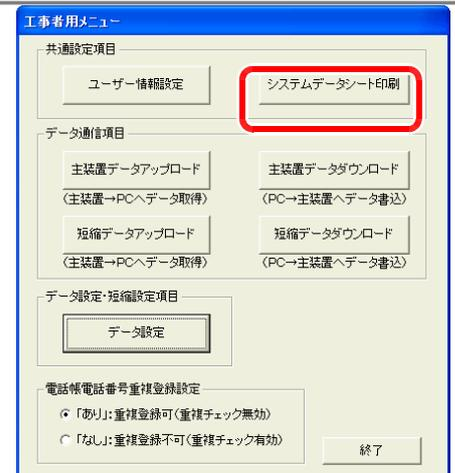 工事者用メニュー
共通設定項目
ユーザー情報設定
システムデータシート印刷
データ通信項目
主装置データアップロード
主装置データダウンロード
(主装置→PCへデータ取得)
(PC→主装置へデータ書込)
短縮データアップロード
短縮データダウンロード
(主装置→PCへデータ取得)
(PC→主装置へデータ書込)
データ設定・短縮設定項目
データ設定
電話帳電話番号重複登録設定
「あり」:重複登録可(重複チェック無効)
「なし」:重複登録不可(重複チェック有効)
終了